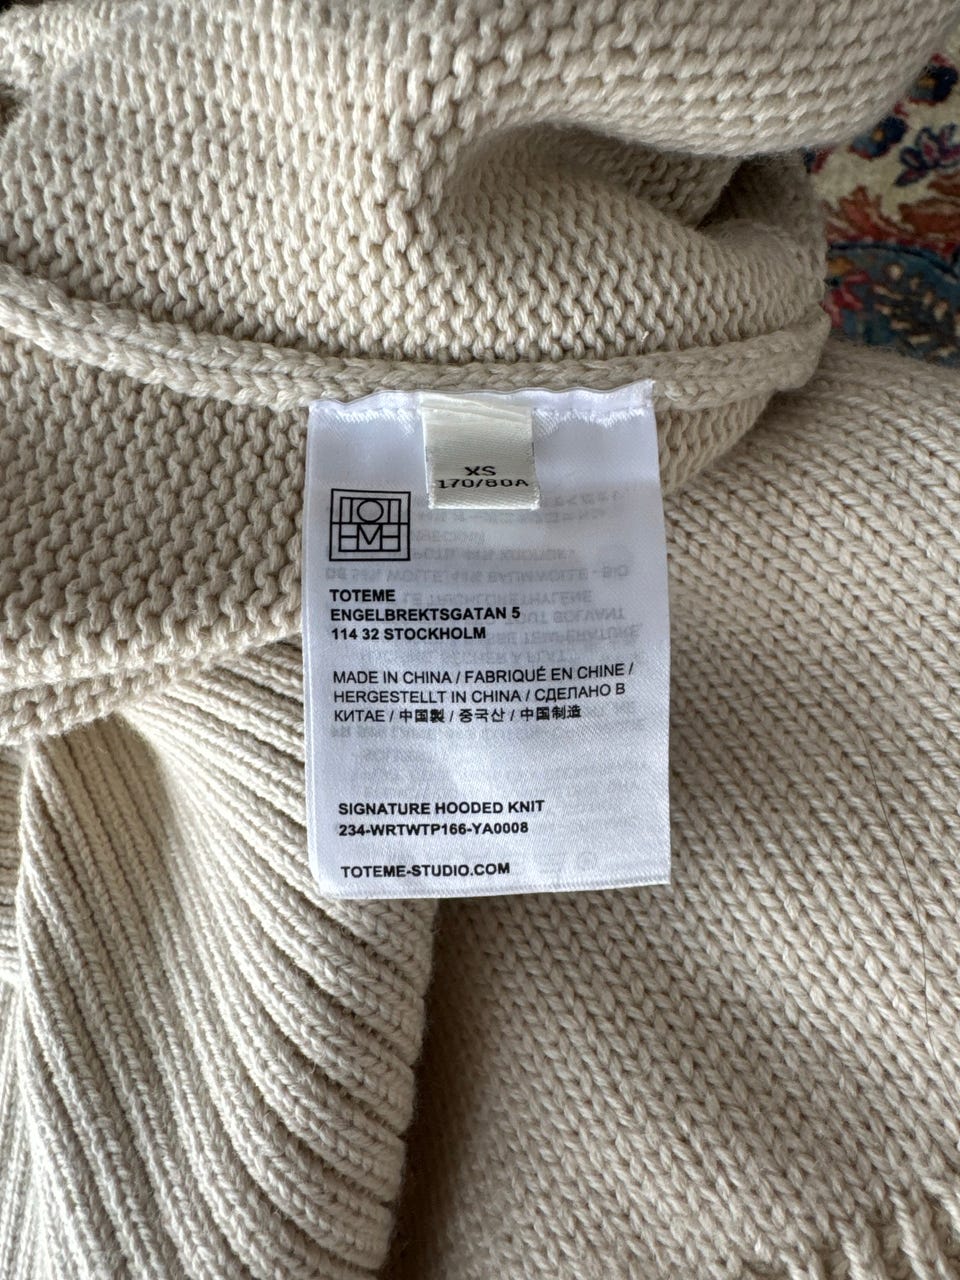 XS
170/80A
TOTEME
TOTEME
ENGELBREKTSGATAN 5
114 32 STOCKHOLM
MADE IN CHINA / FABRIQUÉ EN CHINE /
HERGESTELLT IN CHINA / СДЕЛАНО В
КИТАЕ / 中国製 / 중국산 / 中国制造
SIGNATURE HOODED KNIT
234-WRTWTP166-YA0008
TOTEME-STUDIO.COM